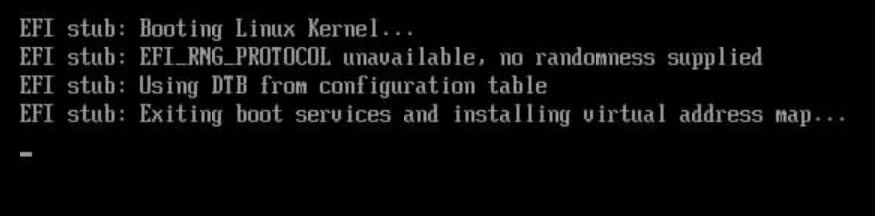 EFI stub: Booting Linux Kernel...
EFI stub: EFI_RNG_PROTOCOL unavailable, no randomness supplied
EFI stub: Using DTB from configuration table
EFI stub: Exiting boot services and installing virtual address map...